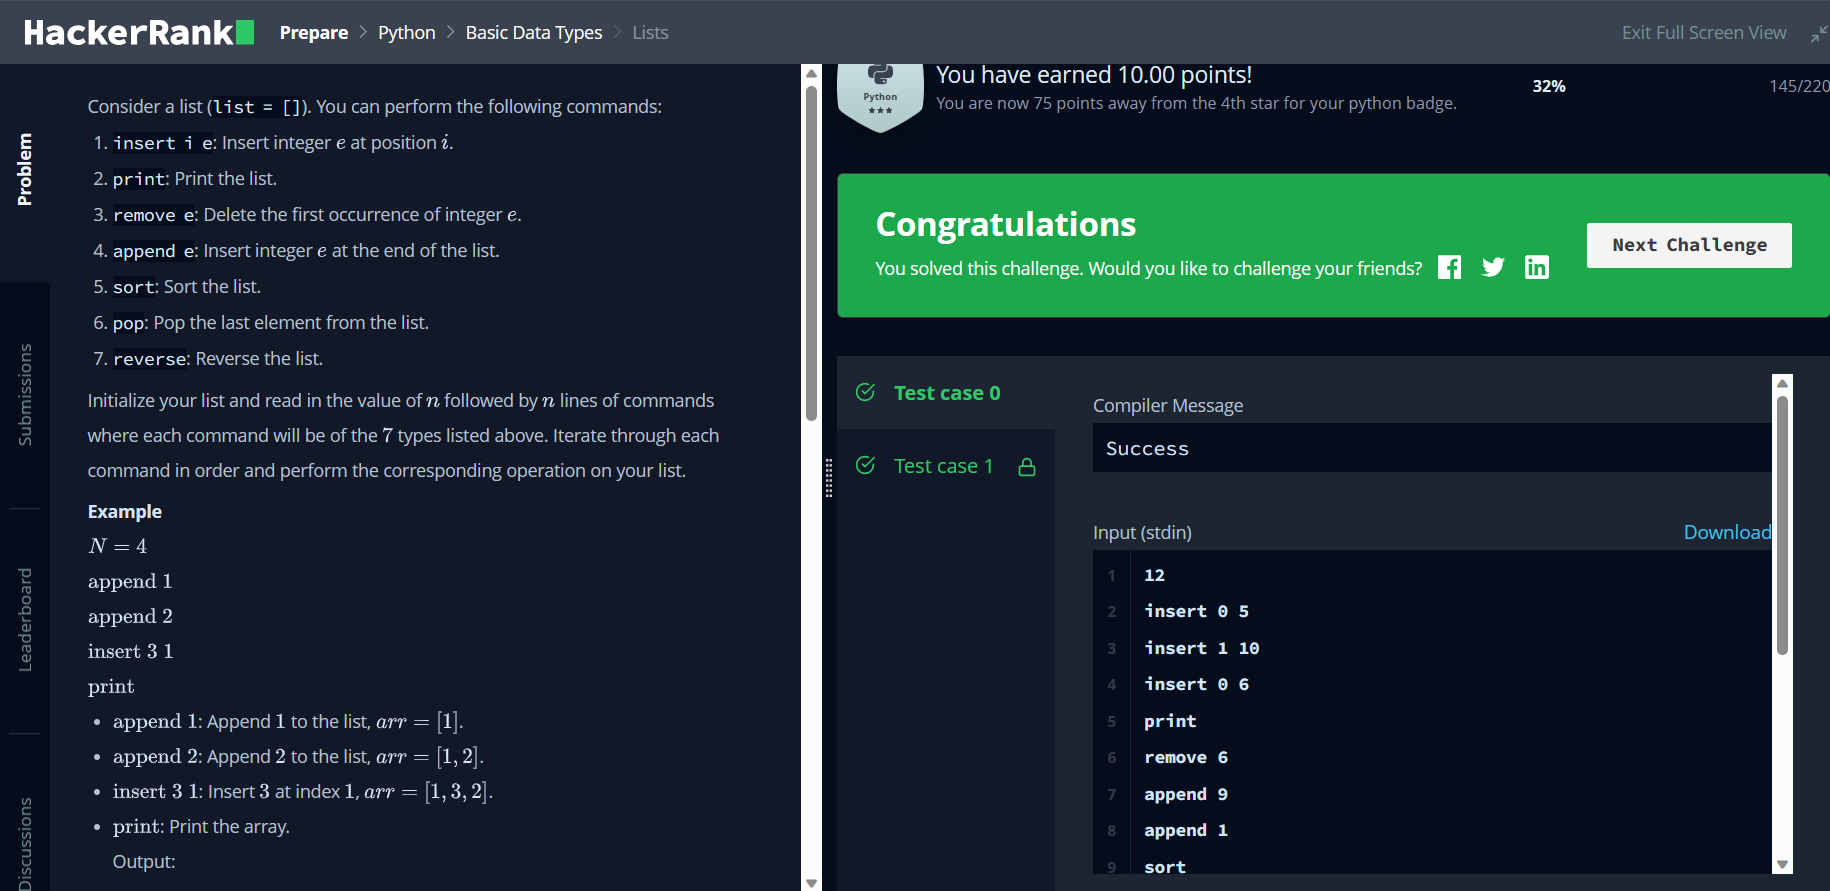 HackerRank
Prepare > Python > Basic Data Types > Lists
Exit Full Screen View
Problem
Submissions
Leaderboard
Discussions
Consider a list (list = []). You can perform the following commands:
1. insert i e: Insert integer e at position i.
2. print: Print the list.
3. remove e: Delete the first occurrence of integer e.
4. append e: Insert integer e at the end of the list.
5. sort: Sort the list.
6. pop: Pop the last element from the list.
7. reverse: Reverse the list.
Initialize your list and read in the value of n followed by n lines of commands
where each command will be of the 7 types listed above. Iterate through each
command in order and perform the corresponding operation on your list.
Example
N = 4
append 1
append 2
insert 3 1
print
• append 1: Append 1 to the list, arr = [1].
• append 2: Append 2 to the list, arr = [1, 2].
• insert 3 1: Insert 3 at index 1, arr = [1, 3, 2].
• print: Print the array.
Output:
Python
You have earned 10.00 points!
You are now 75 points away from the 4th star for your python badge.
32%
145/220
Congratulations
You solved this challenge. Would you like to challenge your friends?
Next Challenge
Test case 0
Test case 1
Compiler Message
Success
Input (stdin)
Download
1 12
2 insert 0 5
3 insert 1 10
4 insert 0 6
5 print
6 remove 6
7 append 9
8 append 1
9 sort